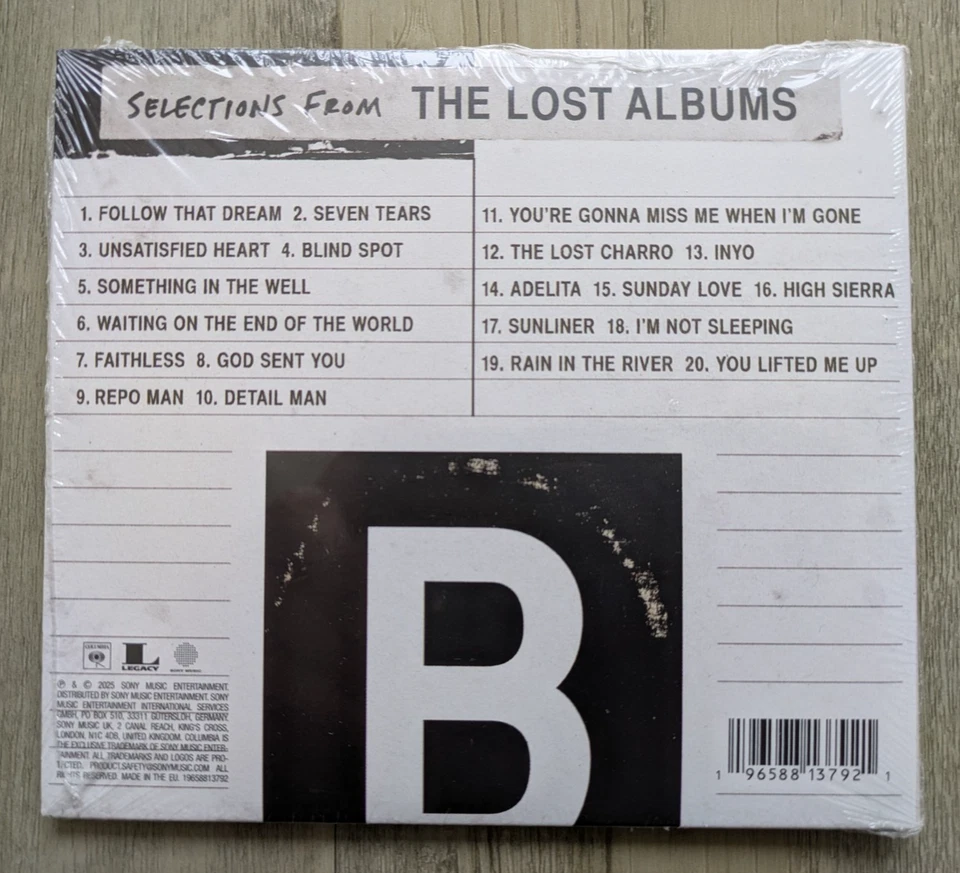 SELECTIONS FROM THE LOST ALBUMS
1. FOLLOW THAT DREAM 2. SEVEN TEARS
3. UNSATISFIED HEART 4. BLIND SPOT
5. SOMETHING IN THE WELL
6. WAITING ON THE END OF THE WORLD
7. FAITHLESS 8. GOD SENT YOU
9. REPO MAN 10. DETAIL MAN
11. YOU'RE GONNA MISS ME WHEN I'M GONE
12. THE LOST CHARRO 13. INYO
14. ADELITA 15. SUNDAY LOVE 16. HIGH SIERRA
17. SUNLINER 18. I'M NOT SLEEPING
19. RAIN IN THE RIVER 20. YOU LIFTED ME UP
B
COLUMBIA
L
LEGACY
SONY MUSIC
℗ & © 2025 SONY MUSIC ENTERTAINMENT.
DISTRIBUTED BY SONY MUSIC ENTERTAINMENT. SONY
MUSIC ENTERTAINMENT INTERNATIONAL SERVICES
GMBH, PO BOX 510, 33311 GÜTERSLOH, GERMANY.
SONY MUSIC UK, 2 CANAL REACH, KING'S CROSS,
LONDON, N1C 4DB, UNITED KINGDOM. COLUMBIA IS
THE EXCLUSIVE TRADEMARK OF SONY MUSIC ENTER-
TAINMENT. ALL TRADEMARKS AND LOGOS ARE PRO-
TECTED. PRODUCT.SAFETY@SONYMUSIC.COM ALL
RIGHTS RESERVED. MADE IN THE EU. 19658813792
1 96588 13792 1